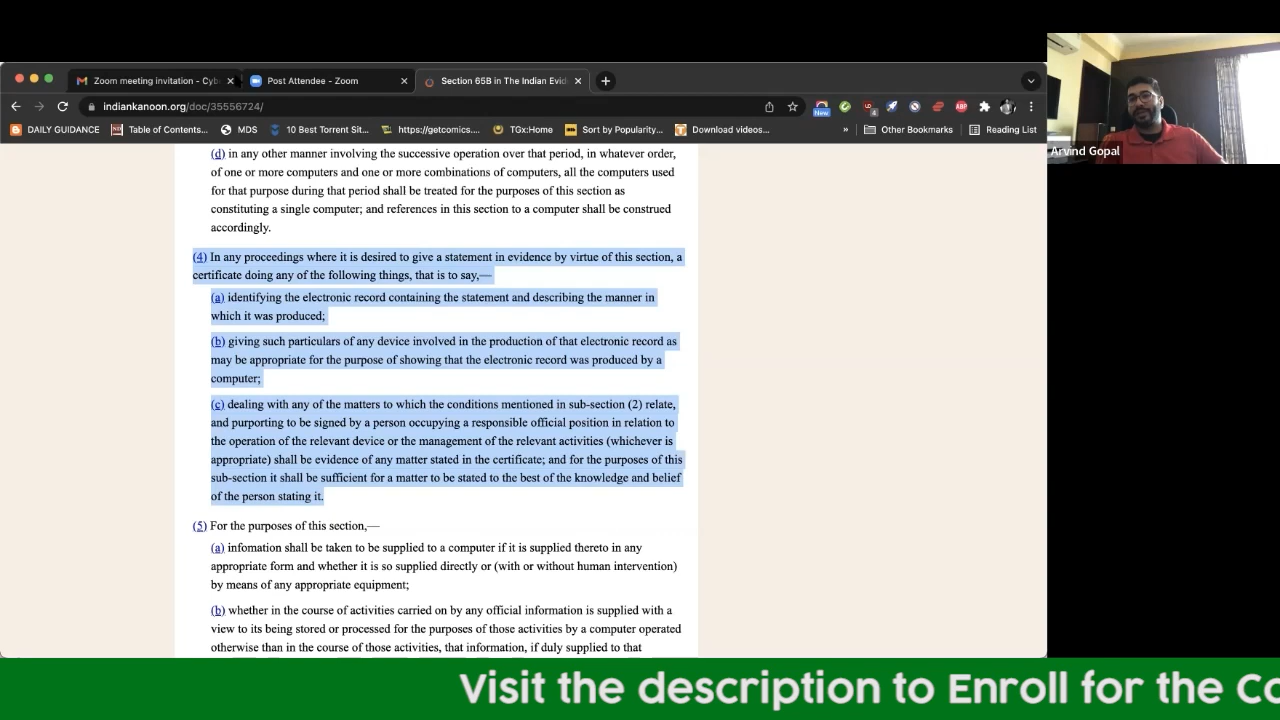 Zoom meeting invitation - Cyb
Post Attendee - Zoom
Section 65B in The Indian Evid
indiankanoon.org/doc/35556724/
New
4
ABP
DAILY GUIDANCE
Table of Contents...
MDS
10 Best Torrent Sit...
https://getcomics....
TGx:Home
Sort by Popularity...
Download videos...
»
Other Bookmarks
Reading List
Arvind Gopal
(d) in any other manner involving the successive operation over that period, in whatever order,
of one or more computers and one or more combinations of computers, all the computers used
for that purpose during that period shall be treated for the purposes of this section as
constituting a single computer; and references in this section to a computer shall be construed
accordingly.
(4) In any proceedings where it is desired to give a statement in evidence by virtue of this section, a
certificate doing any of the following things, that is to say,—
(a) identifying the electronic record containing the statement and describing the manner in
which it was produced;
(b) giving such particulars of any device involved in the production of that electronic record as
may be appropriate for the purpose of showing that the electronic record was produced by a
computer;
(c) dealing with any of the matters to which the conditions mentioned in sub-section (2) relate,
and purporting to be signed by a person occupying a responsible official position in relation to
the operation of the relevant device or the management of the relevant activities (whichever is
appropriate) shall be evidence of any matter stated in the certificate; and for the purposes of this
sub-section it shall be sufficient for a matter to be stated to the best of the knowledge and belief
of the person stating it.
(5) For the purposes of this section,—
(a) infomation shall be taken to be supplied to a computer if it is supplied thereto in any
appropriate form and whether it is so supplied directly or (with or without human intervention)
by means of any appropriate equipment;
(b) whether in the course of activities carried on by any official information is supplied with a
view to its being stored or processed for the purposes of those activities by a computer operated
otherwise than in the course of those activities, that information, if duly supplied to that
Visit the description to Enroll for the Co